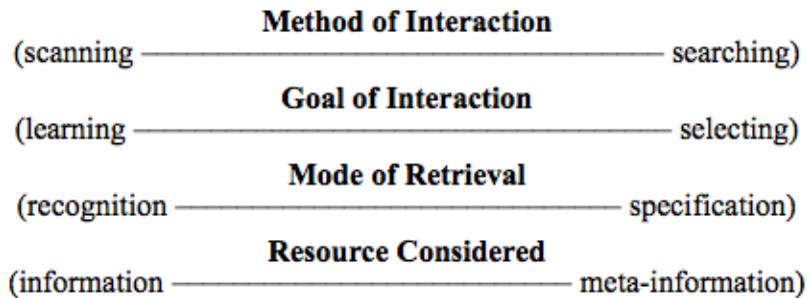 Method of Interaction
(scanning searching)
Goal of Interaction
(learning selecting)
Mode of Retrieval
(recognition specification)
Resource Considered
(information meta-information)